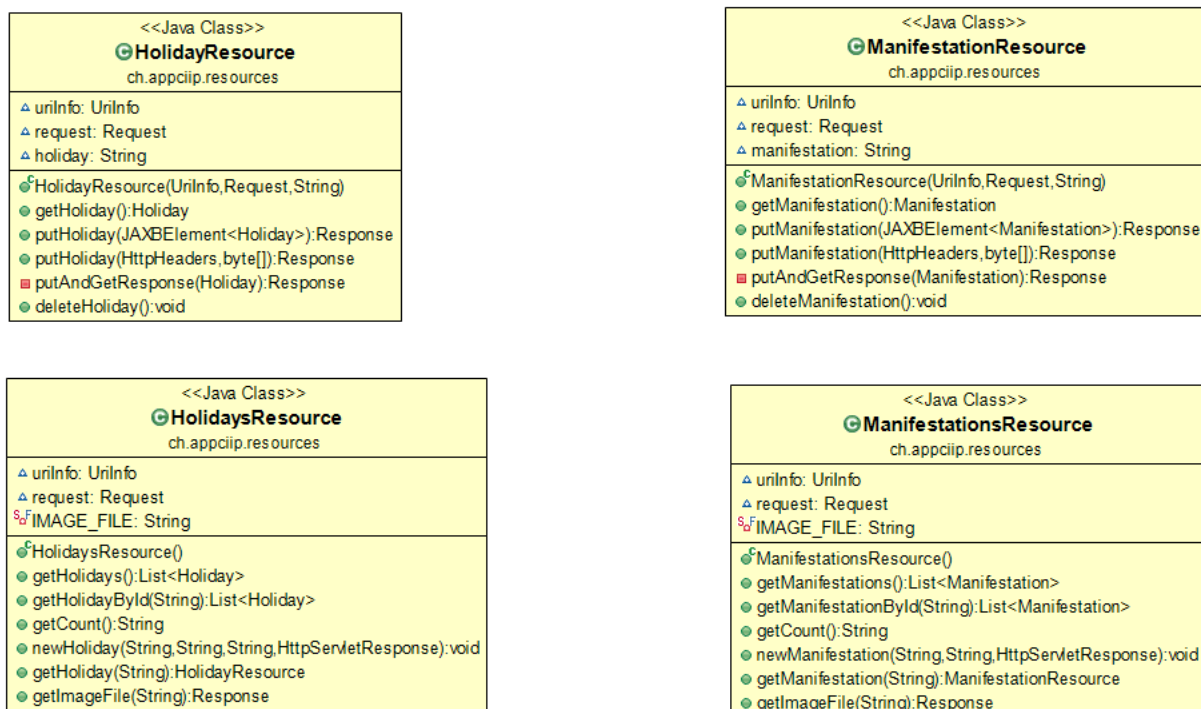 <<Java Class>>
HolidayResource
ch.appciip.resources
uriInfo: UriInfo
request: Request
holiday: String
HolidayResource(UriInfo,Request,String)
getHoliday():Holiday
putHoliday(JAXBElement<Holiday>):Response
putHoliday(HttpHeaders,byte[]):Response
putAndGetResponse(Holiday):Response
deleteHoliday():void
<<Java Class>>
ManifestationResource
ch.appciip.resources
uriInfo: UriInfo
request: Request
manifestation: String
ManifestationResource(UriInfo,Request,String)
getManifestation():Manifestation
putManifestation(JAXBElement<Manifestation>):Response
putManifestation(HttpHeaders,byte[]):Response
putAndGetResponse(Manifestation):Response
deleteManifestation():void
<<Java Class>>
HolidaysResource
ch.appciip.resources
uriInfo: UriInfo
request: Request
IMAGE_FILE: String
HolidaysResource()
getHolidays():List<Holiday>
getHolidayById(String):List<Holiday>
getCount():String
newHoliday(String,String,String,HttpServletResponse):void
getHoliday(String):HolidayResource
getImageFile(String):Response
<<Java Class>>
ManifestationsResource
ch.appciip.resources
uriInfo: UriInfo
request: Request
IMAGE_FILE: String
ManifestationsResource()
getManifestations():List<Manifestation>
getManifestationById(String):List<Manifestation>
getCount():String
newManifestation(String,String,HttpServletResponse):void
getManifestation(String):ManifestationResource
getImageFile(String):Response